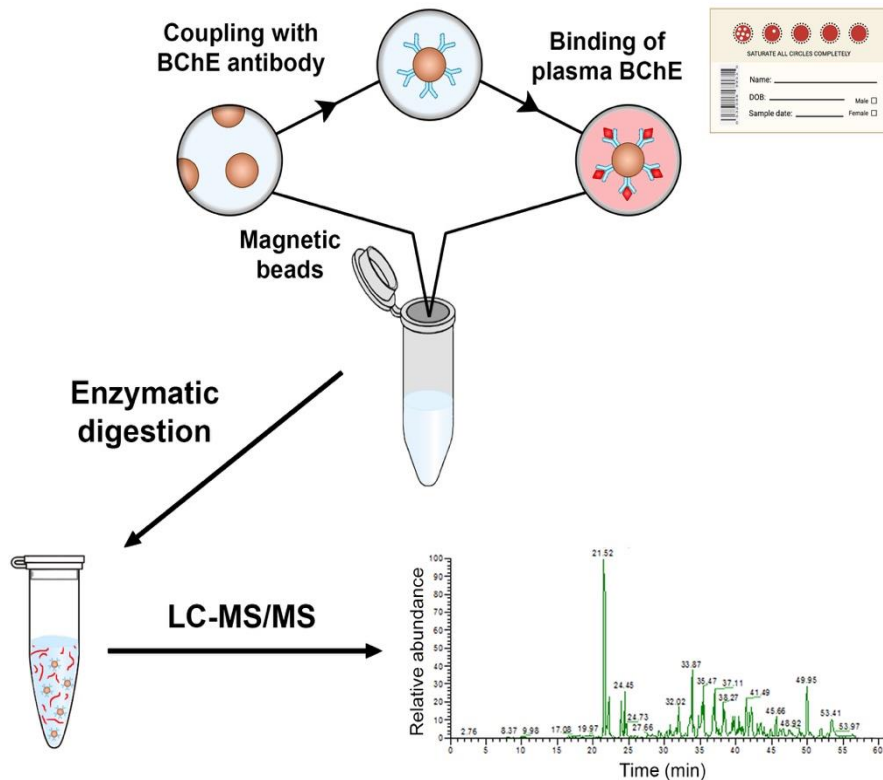 Coupling with
BChE antibody
Binding of
plasma BChE
SATURATE ALL CIRCLES COMPLETELY
Name:
DOB:
Male
Sample date:
Female
Magnetic
beads
Enzymatic
digestion
LC-MS/MS
Relative abundance
100
90
80
70
60
50
40
30
20
10
0
21.52
24.45
24.73
27.66
32.02
33.87
35.47
37.11
38.27
41.49
45.66
48.92
49.95
53.41
53.97
2.76
8.37
9.98
17.08
19.97
0 5 10 15 20 25 30 35 40 45 50 55 60
Time (min)